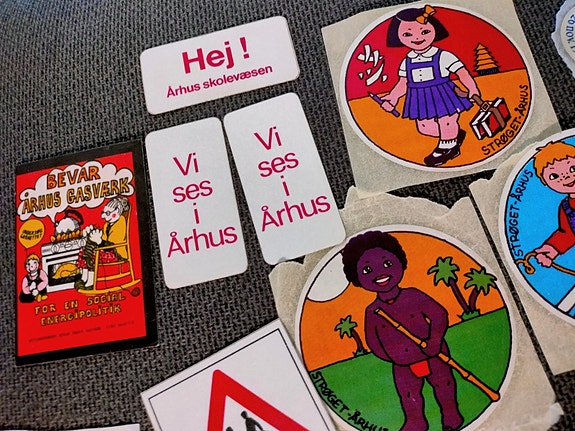 Hej!
Århus skolevæsen
Vi
ses
i
Århus
Vi
ses
i
Århus
BEVAR
ÅRHUS GASVÆRK
FOR EN SOCIAL
ENERGIPOLITIK
STRØGET-ÅRHUS
STRØGET-ÅRHUS
STRØGET-ÅRHUS